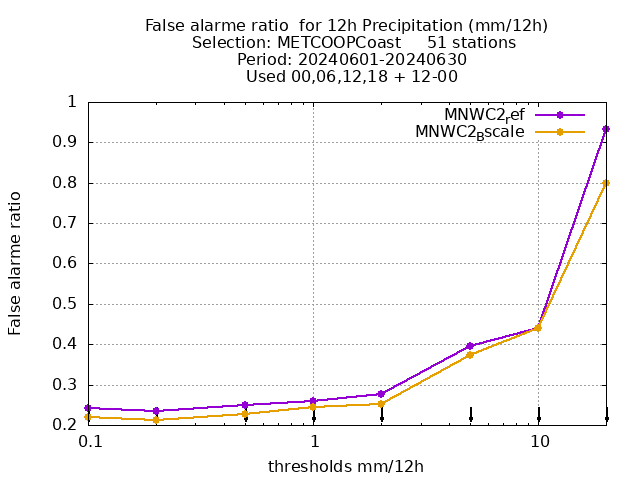 False alarme ratio  for 12h Precipitation (mm/12h)
Selection: METCOOPCoast     51 stations
Period: 20240601-20240630
Used 00,06,12,18 + 12-00
MNWC2ref
MNWC2Bscale
1
0.9
0.8
0.7
0.6
0.5
0.4
0.3
0.2
False alarme ratio
0.1 1 10
thresholds mm/12h